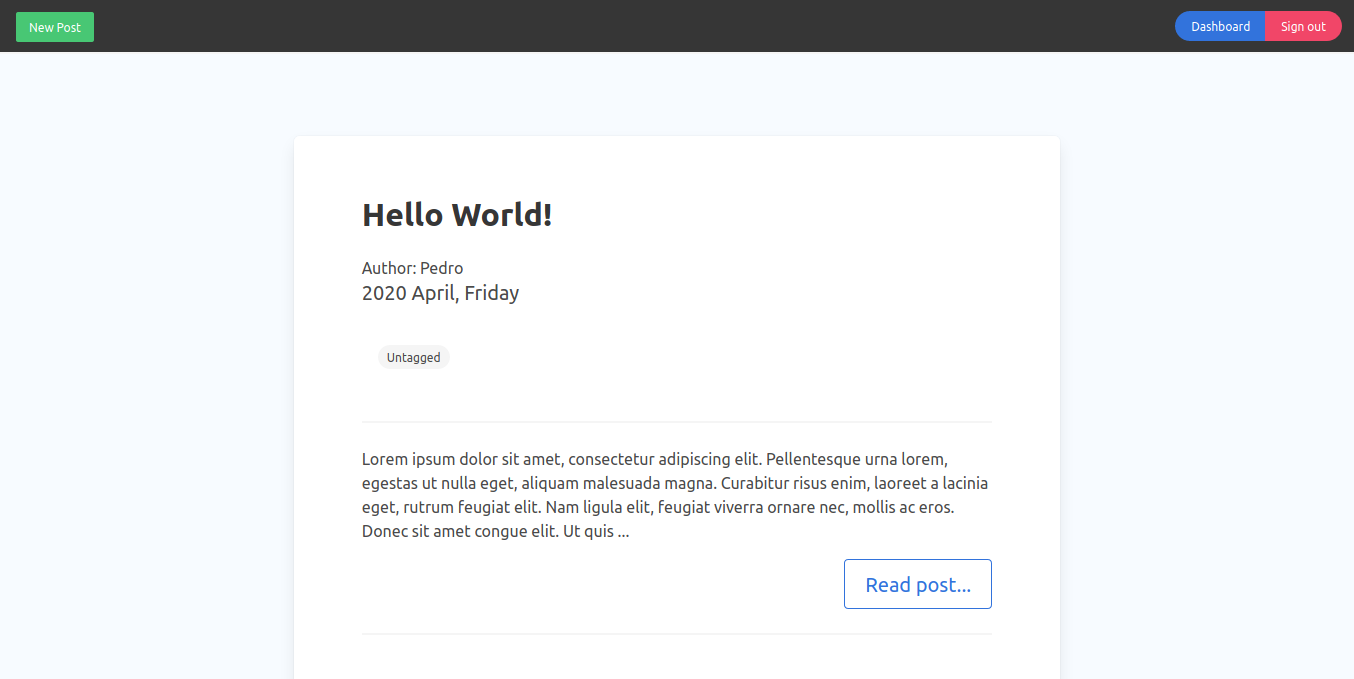 New Post
Dashboard
Sign out
Hello World!
Author: Pedro
2020 April, Friday
Untagged
Lorem ipsum dolor sit amet, consectetur adipiscing elit. Pellentesque urna lorem,
egestas ut nulla eget, aliquam malesuada magna. Curabitur risus enim, laoreet a lacinia
eget, rutrum feugiat elit. Nam ligula elit, feugiat viverra ornare nec, mollis ac eros.
Donec sit amet congue elit. Ut quis ...
Read post...